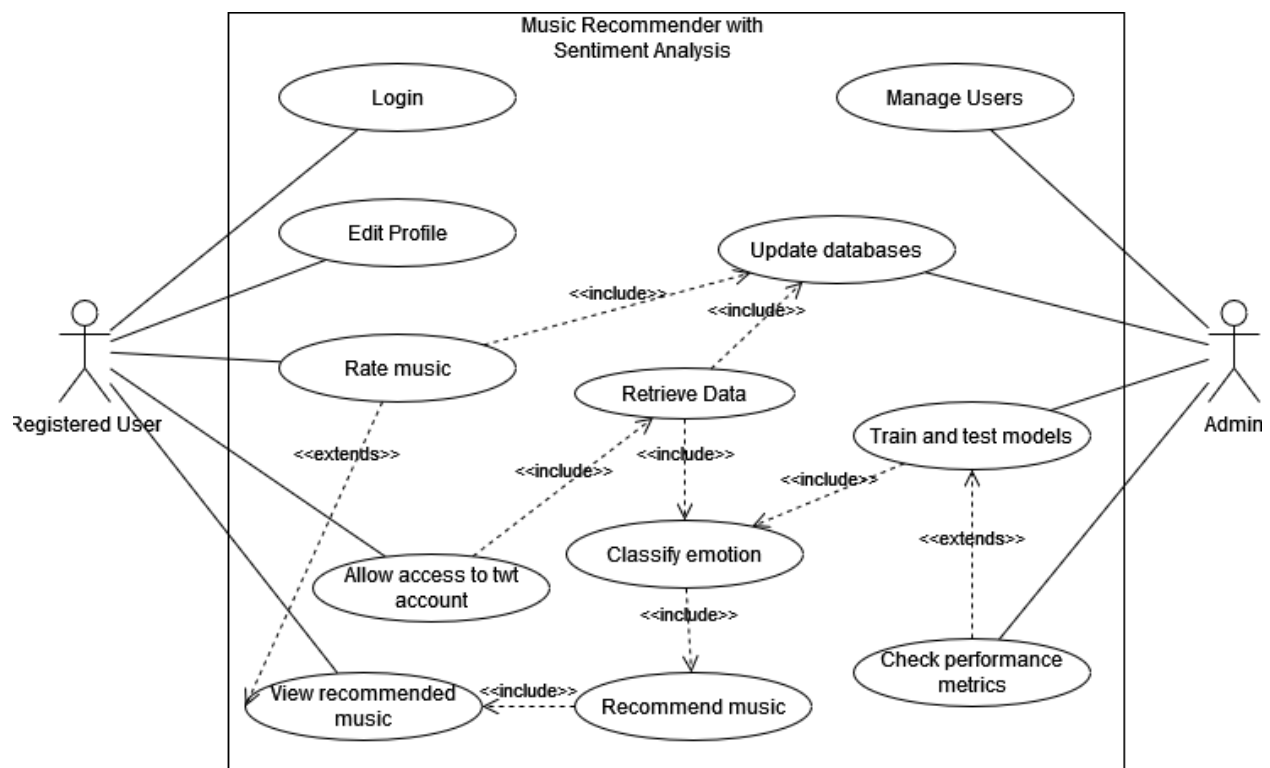 Music Recommender with
Sentiment Analysis
Login
Manage Users
Edit Profile
Update databases
<<include>>
<<include>>
Rate music
Retrieve Data
Registered User
Admin
Train and test models
<<extends>>
<<include>>
<<include>>
<<include>>
Classify emotion
<<extends>>
Allow access to twt
account
<<include>>
Check performance
metrics
View recommended
music
<<include>>
Recommend music